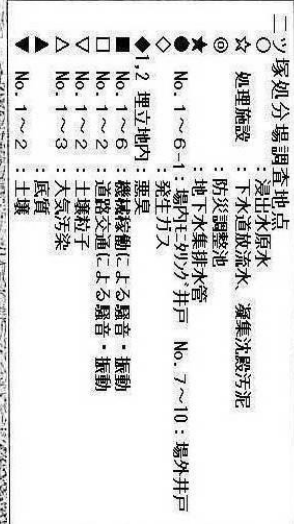 二ツ塚処分場調査地点
○ :浸出水原水
☆ 処理施設 :下水道放流水、凝集沈殿汚泥
◎ :防災調整池
★ :地下水集排水管
● No.1~6-1:場内モニタリング井戸 No.7~10:場外井戸
◇ :発生ガス
◆1,2 埋立地内:悪臭
■ No.1~6 :機械稼働による騒音・振動
□ No.1~2 :道路交通による騒音・振動
▽ No.1~2 :土壌粒子
△ No.1~3 :大気汚染
▲ :底質
▼ No.1~2 :土壌